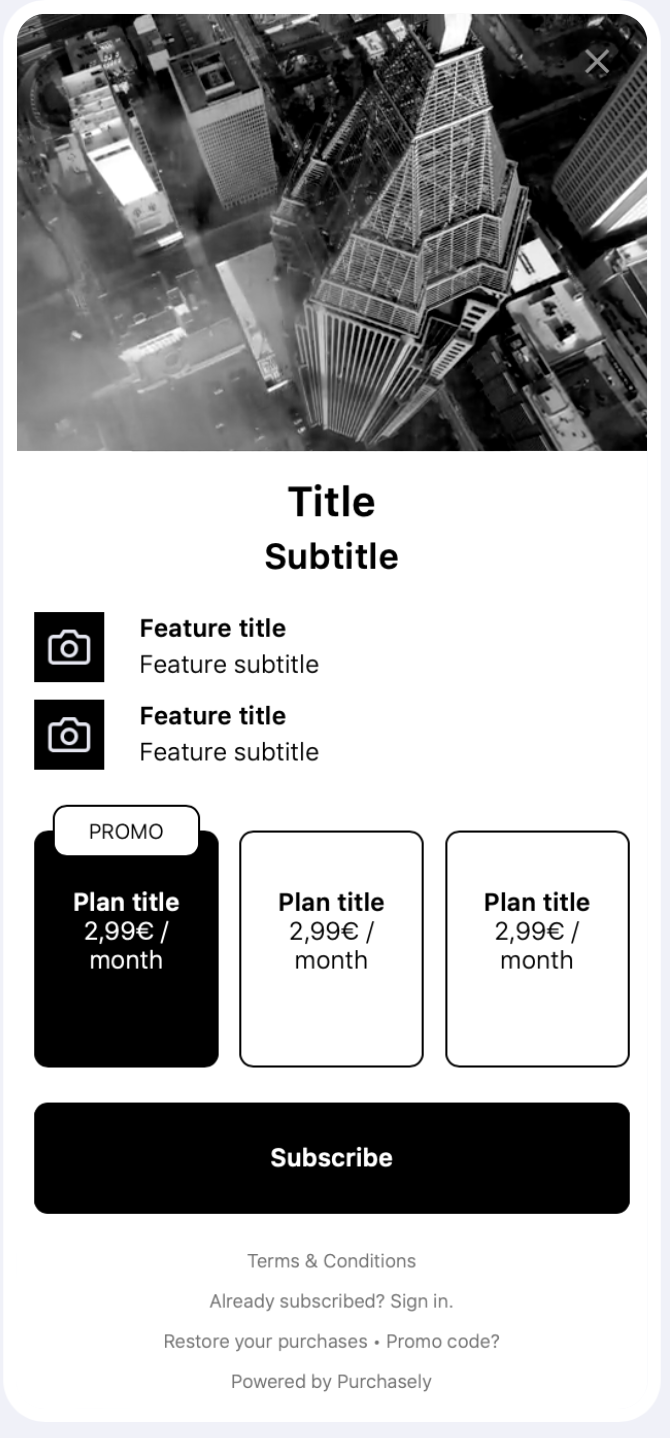 Title
Subtitle
Feature title
Feature subtitle
Feature title
Feature subtitle
PROMO
Plan title
2,99€ /
month
Plan title
2,99€ /
month
Plan title
2,99€ /
month
Subscribe
Terms & Conditions
Already subscribed? Sign in.
Restore your purchases • Promo code?
Powered by Purchasely